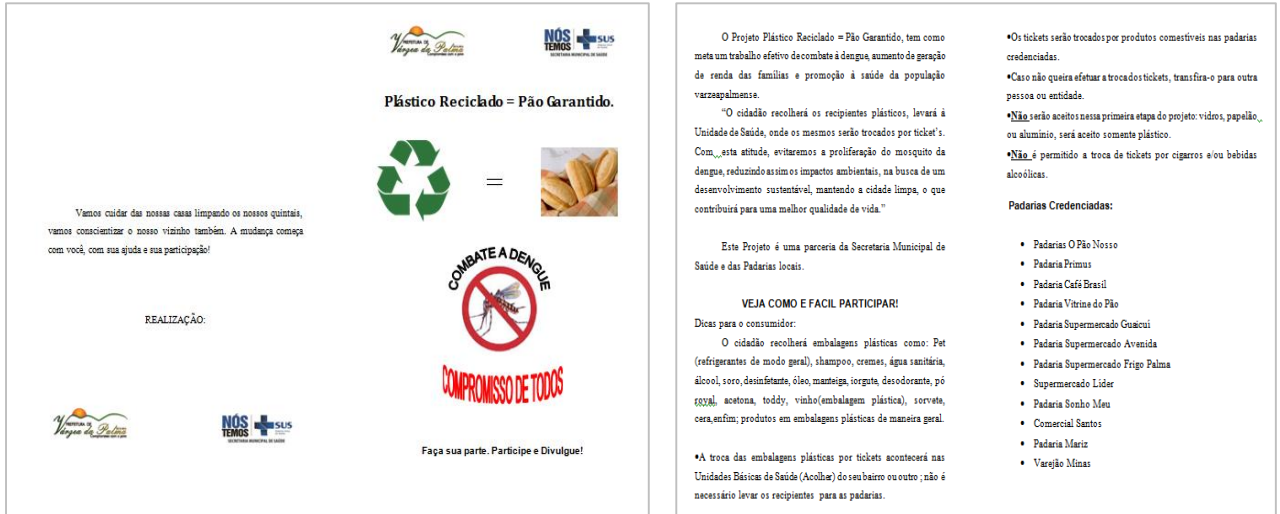 Vamos cuidar das nossas casas limpando os nossos quintais,
vamos conscientizar o nosso vizinho também. A mudança começa
com você, com sua ajuda e sua participação!
REALIZAÇÃO:
PREFEITURA DE
Várzea da Palma
NÓS
TEMOS
SUS
SECRETARIA MUNICIPAL DE SAÚDE
PREFEITURA DE
Várzea da Palma
NÓS
TEMOS
SUS
SECRETARIA MUNICIPAL DE SAÚDE
Plástico Reciclado = Pão Garantido.
=
COMBATE A DENGUE
COMPROMISSO DE TODOS
Faça sua parte. Participe e Divulgue!
O Projeto Plástico Reciclado = Pão Garantido, tem como
meta um trabalho efetivo de combate á dengue, aumento de geração
de renda das famílias e promoção á saúde da população
varzeapalmense.
“O cidadão recolherá os recipientes plásticos, levará á
Unidade de Saúde, onde os mesmos serão trocados por ticket’s.
Com esta atitude, evitaremos a proliferação do mosquito da
dengue, reduzindo assim os impactos ambientais, na busca de um
desenvolvimento sustentável, mantendo a cidade limpa, o que
contribuirá para uma melhor qualidade de vida.”
Este Projeto é uma parceria da Secretaria Municipal de
Saúde e das Padarias locais.
VEJA COMO E FACIL PARTICIPAR!
Dicas para o consumidor:
O cidadão recolherá embalagens plásticas como: Pet
(refrigerantes de modo geral), shampoo, cremes, água sanitária,
álcool, soro, desinfetante, óleo, manteiga, iorgute, desodorante, pó
royal, acetona, toddy, vinho(embalagem plástica), sorvete,
cera,enfim; produtos em embalagens plásticas de maneira geral.
•A troca das embalagens plásticas por tickets acontecerá nas
Unidades Básicas de Saúde (Acolher) do seu bairro ou outro ; não é
necessário levar os recipientes para as padarias.
•Os tickets serão trocados por produtos comestíveis nas padarias
credenciadas.
•Caso não queira efetuar a troca dos tickets, transfira-o para outra
pessoa ou entidade.
•Não serão aceitos nessa primeira etapa do projeto: vidros, papelão
ou alumínio, será aceito somente plástico.
•Não é permitido a troca de tickets por cigarros e/ou bebidas
alcoólicas.
Padarias Credenciadas:
• Padarias O Pão Nosso
• Padaria Primus
• Padaria Café Brasil
• Padaria Vitrine do Pão
• Padaria Supermercado Guaicuí
• Padaria Supermercado Avenida
• Padaria Supermercado Frigo Palma
• Supermercado Lider
• Padaria Sonho Meu
• Comercial Santos
• Padaria Mariz
• Varejão Minas